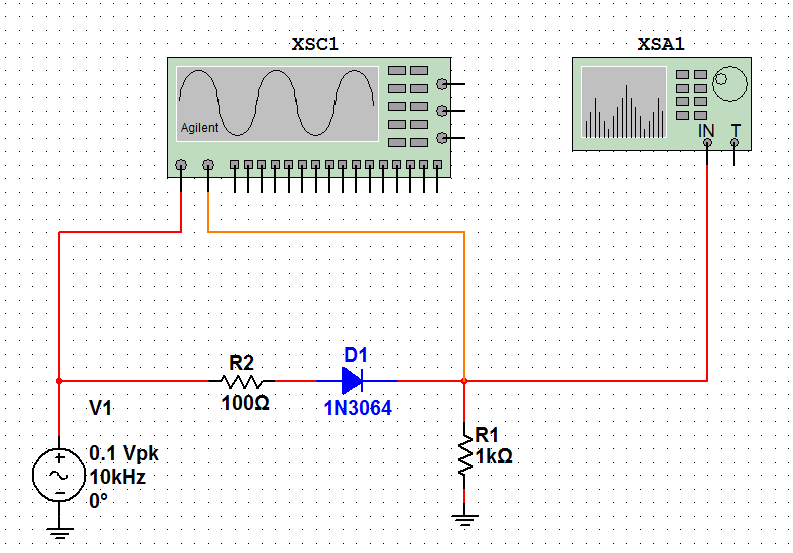 XSC1
XSA1
Agilent
IN
T
R2
100Ω
D1
1N3064
V1
0.1 Vpk
10kHz
0°
R1
1kΩ